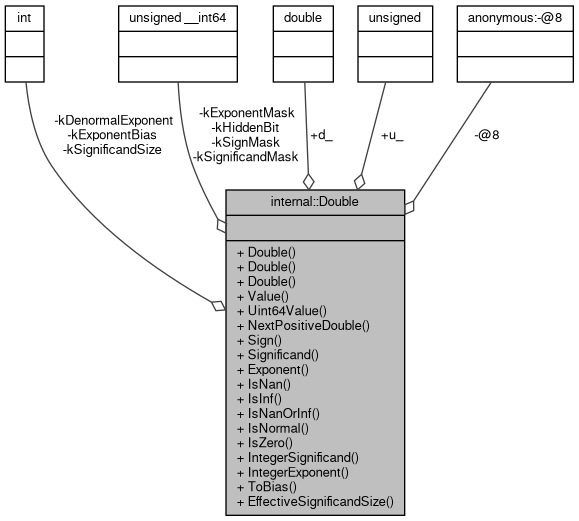 int
unsigned __int64
double
unsigned
anonymous:-@8
-kDenormalExponent
-kExponentBias
-kSignificandSize
-kExponentMask
-kHiddenBit
-kSignMask
-kSignificandMask
+d_
+u_
-@8
internal::Double
+ Double()
+ Double()
+ Double()
+ Value()
+ Uint64Value()
+ NextPositiveDouble()
+ Sign()
+ Significand()
+ Exponent()
+ IsNan()
+ IsInf()
+ IsNanOrInf()
+ IsNormal()
+ IsZero()
+ IntegerSignificand()
+ IntegerExponent()
+ ToBias()
+ EffectiveSignificandSize()